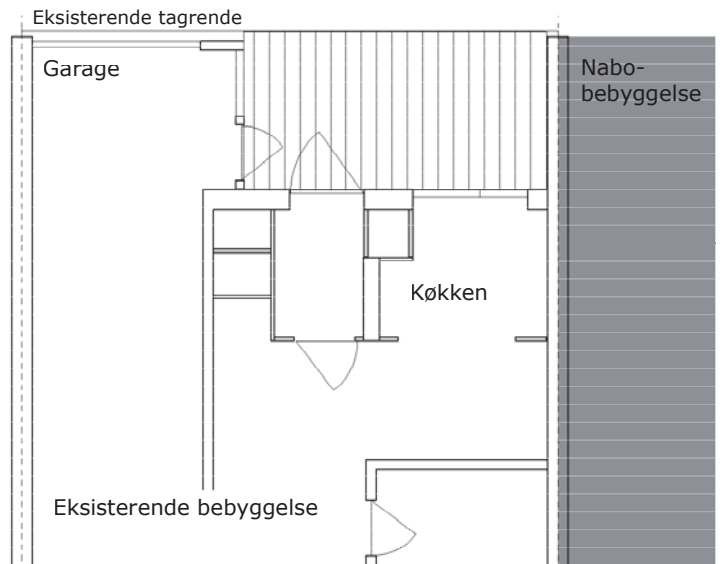 Eksisterende tagrende
Garage
Nabo-
bebyggelse
Køkken
Eksisterende bebyggelse